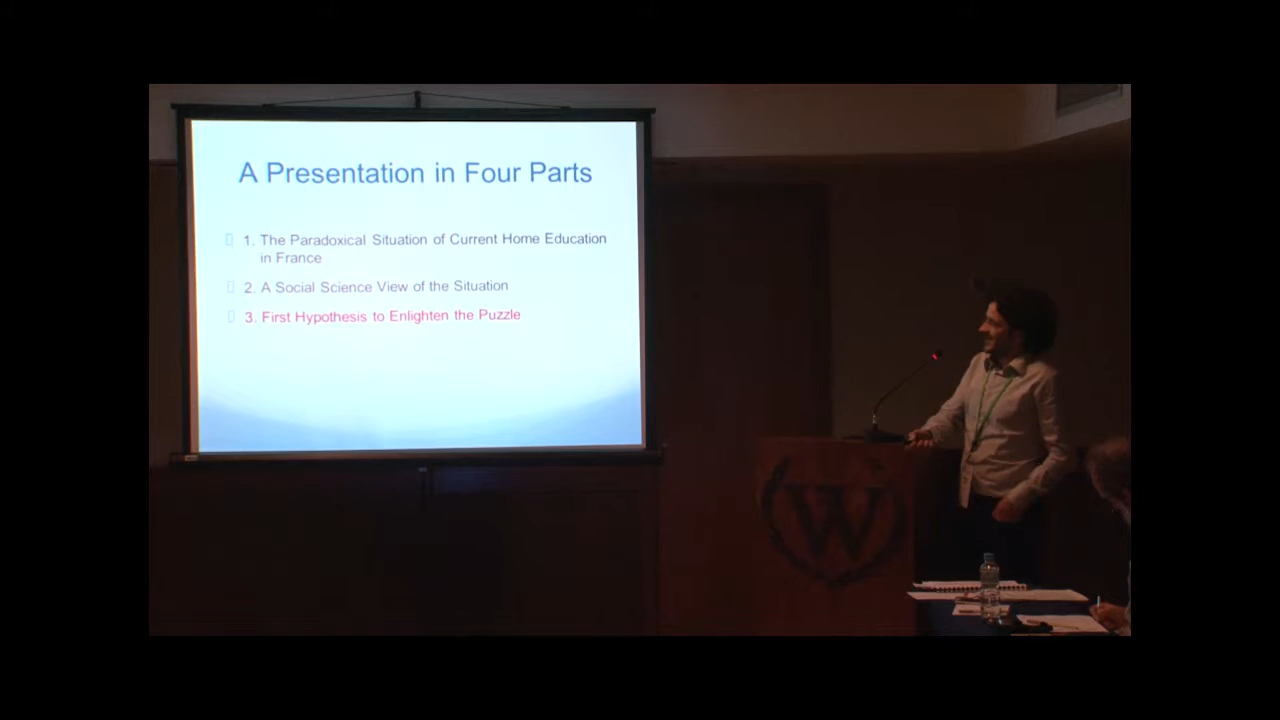 A Presentation in Four Parts
1. The Paradoxical Situation of Current Home Education
in France
2. A Social Science View of the Situation
3. First Hypothesis to Enlighten the Puzzle
W